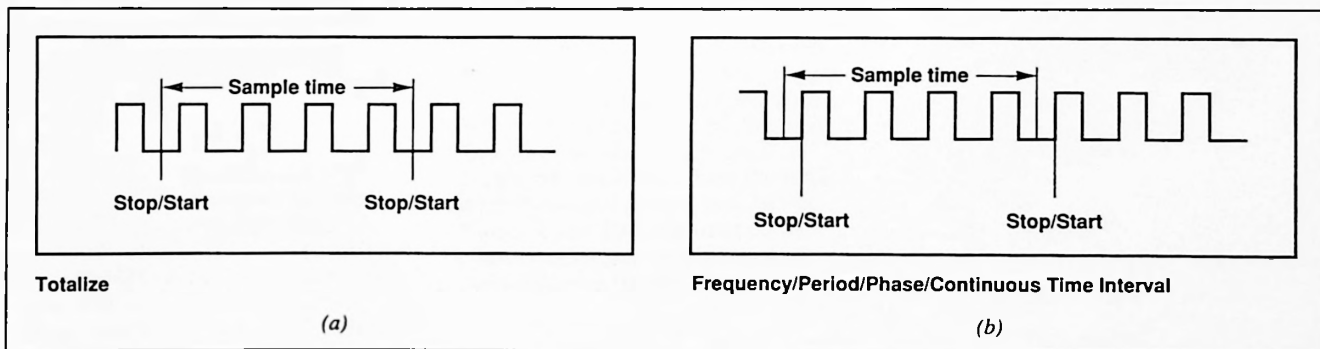 Sample time
Stop/Start Stop/Start
Totalize
(a)
Sample time
Stop/Start Stop/Start
Frequency/Period/Phase/Continuous Time Interval
(b)